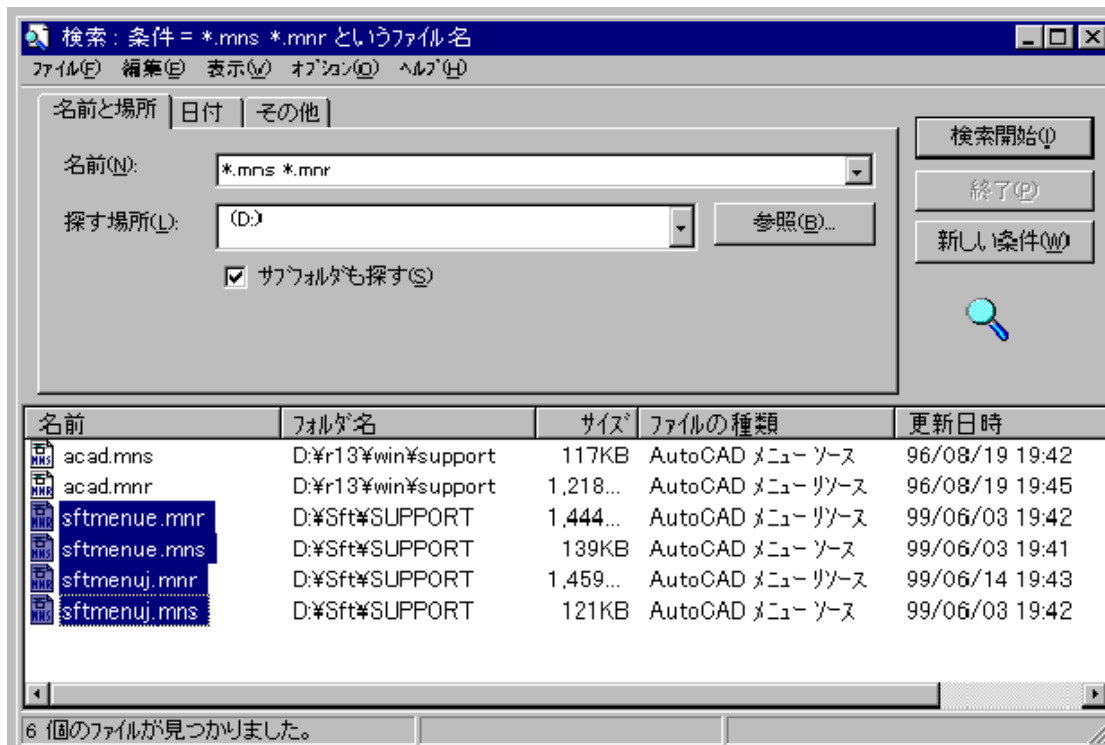 検索 : 条件 = *.mns *.mnr というファイル名
ファイル(F) 編集(E) 表示(V) オプション(O) ヘルプ(H)
名前と場所 日付 その他
検索開始(I)
名前(N): *.mns *.mnr
終了(P)
探す場所(L): (D:) 参照(B)...
新しい条件(W)
サブフォルダも探す(S)
名前 フォルダ名 サイズ ファイルの種類 更新日時
acad.mns D:¥r13¥win¥support 117KB AutoCAD メニュー ソース 96/08/19 19:42
acad.mnr D:¥r13¥win¥support 1,218... AutoCAD メニュー リソース 96/08/19 19:45
sftmenue.mnr D:¥Sft¥SUPPORT 1,444... AutoCAD メニュー リソース 99/06/03 19:42
sftmenue.mns D:¥Sft¥SUPPORT 139KB AutoCAD メニュー ソース 99/06/03 19:41
sftmenuj.mnr D:¥Sft¥SUPPORT 1,459... AutoCAD メニュー リソース 99/06/14 19:43
sftmenuj.mns D:¥Sft¥SUPPORT 121KB AutoCAD メニュー ソース 99/06/03 19:42
6 個のファイルが見つかりました。